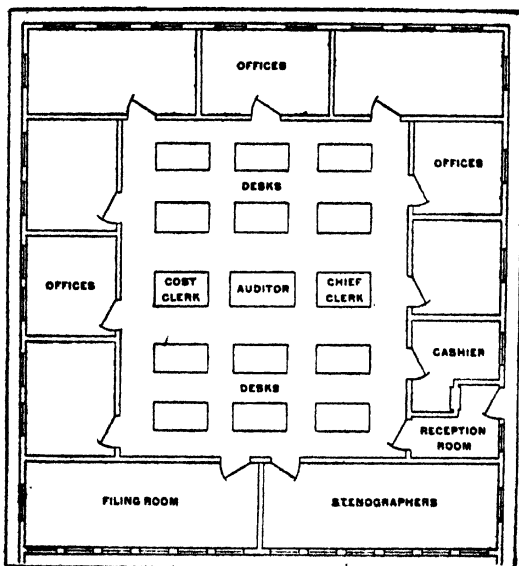 OFFICES
DESKS
OFFICES
OFFICES
COST
CLERK
AUDITOR
CHIEF
CLERK
CASHIER
DESKS
RECEPTION
ROOM
FILING ROOM
STENOGRAPHERS